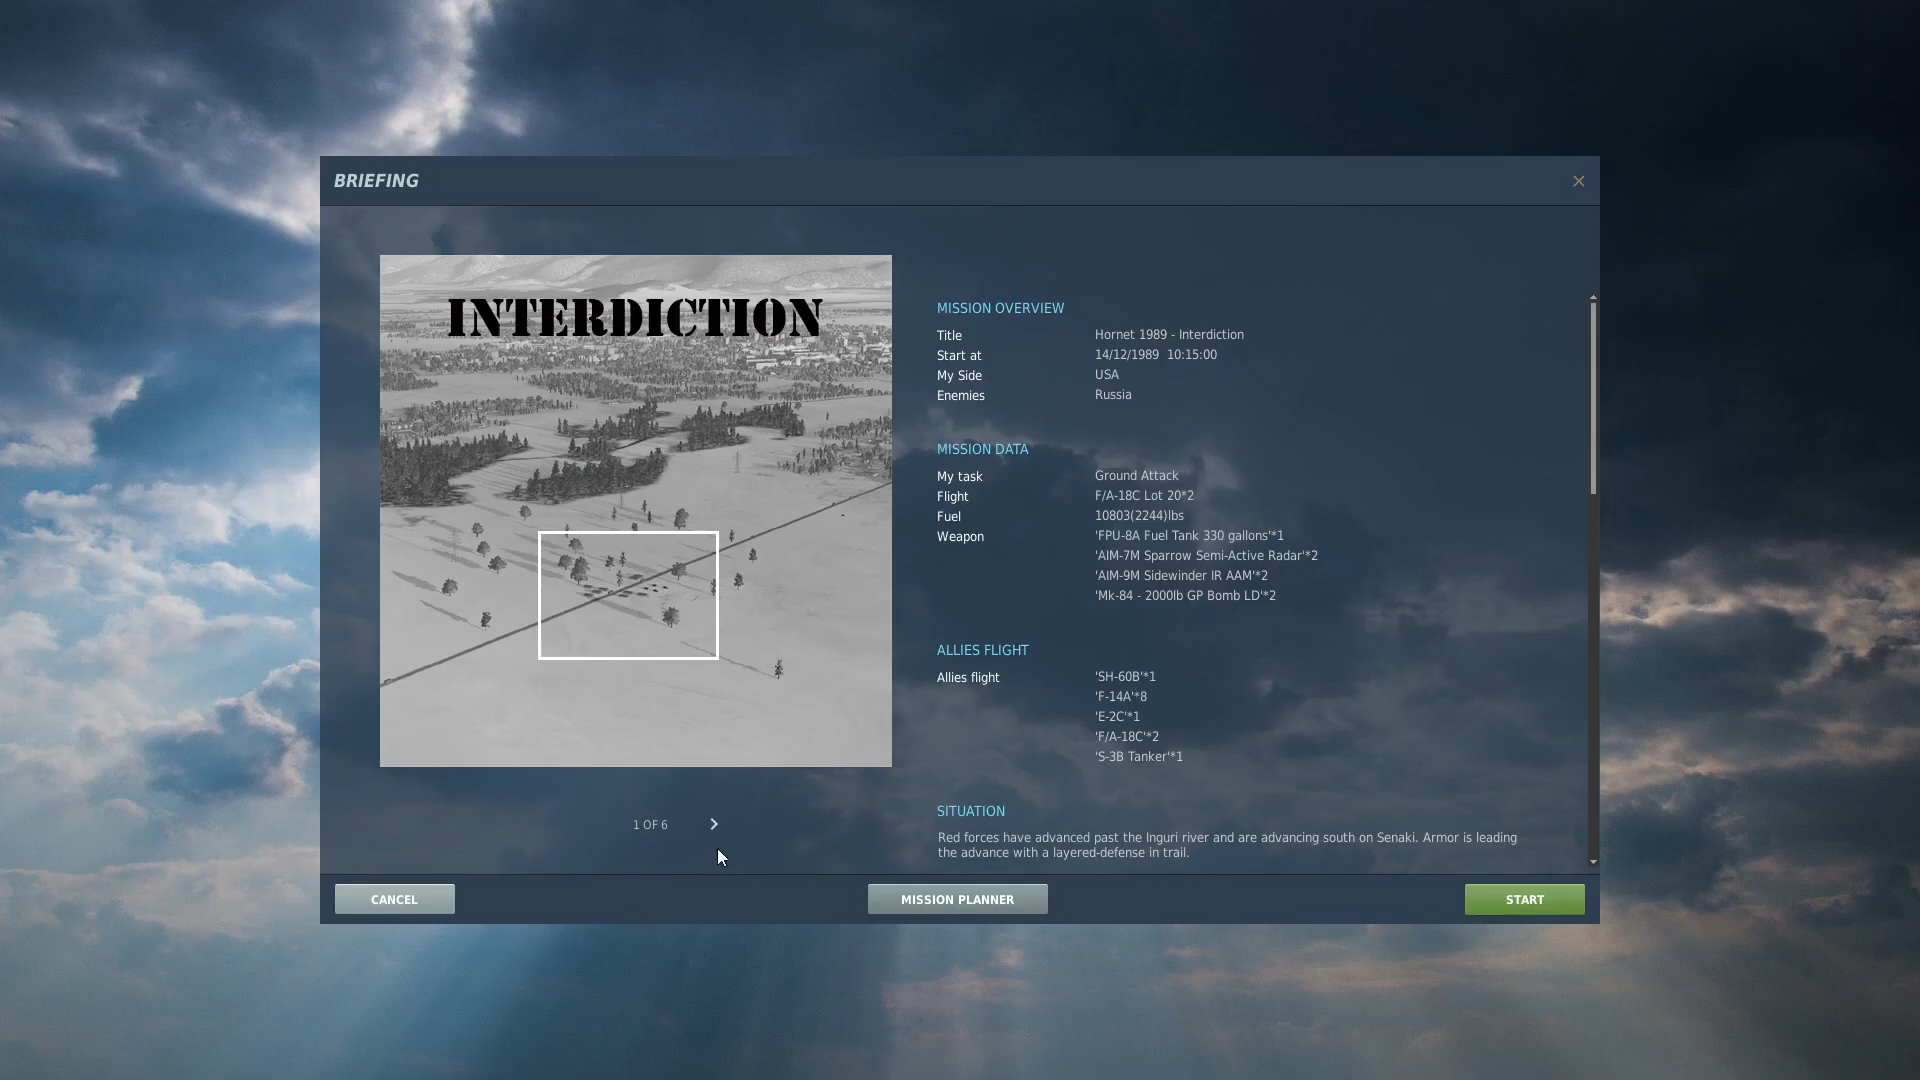 BRIEFING
INTERDICTION
1 OF 6
MISSION OVERVIEW
Title Hornet 1989 - Interdiction
Start at 14/12/1989 10:15:00
My Side USA
Enemies Russia
MISSION DATA
My task Ground Attack
Flight F/A-18C Lot 20*2
Fuel 10803(2244)lbs
Weapon 'FPU-8A Fuel Tank 330 gallons'*1
'AIM-7M Sparrow Semi-Active Radar'*2
'AIM-9M Sidewinder IR AAM'*2
'Mk-84 - 2000lb GP Bomb LD'*2
ALLIES FLIGHT
Allies flight 'SH-60B'*1
'F-14A'*8
'E-2C'*1
'F/A-18C'*2
'S-3B Tanker'*1
SITUATION
Red forces have advanced past the Inguri river and are advancing south on Senaki. Armor is leading
the advance with a layered-defense in trail.
CANCEL
MISSION PLANNER
START